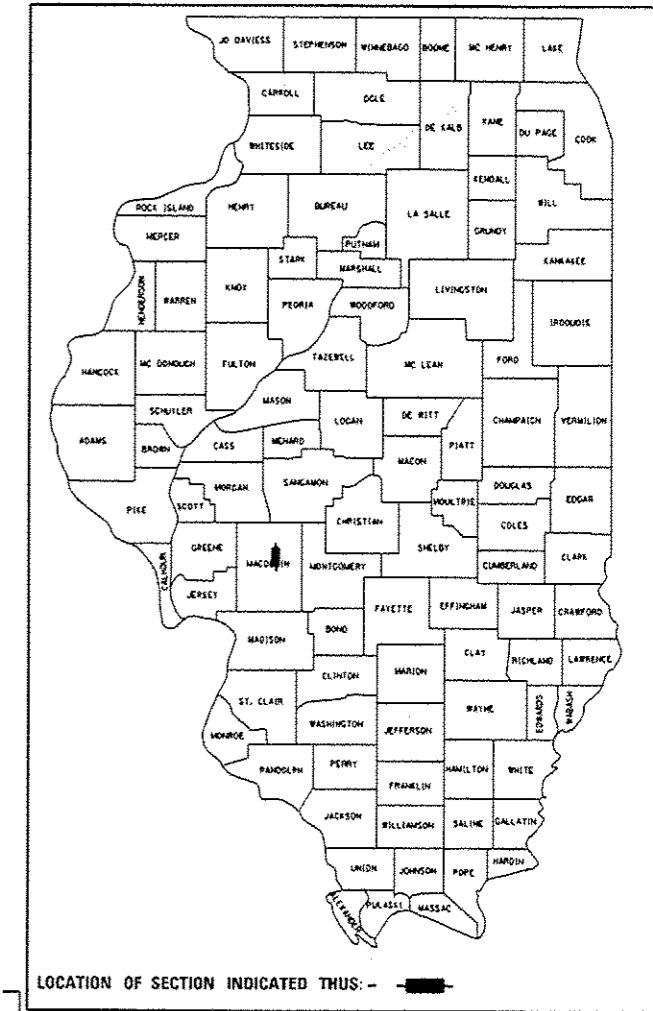 JO DAVIESS STEPHENSON WINNEBAGO BOONE MC HENRY LAKE
CARROLL OGLE DE KALB KANE DU PAGE COOK
WHITESIDE LEE
KENDALL
ROCK ISLAND HENRY BUREAU LA SALLE WILL
MERCER PUTNAM GRUNDY
STARK MARSHALL KANKAKEE
HENDERSON WARREN KNOX PEORIA WOODFORD LIVINGSTON IROQUOIS
HANCOCK MC DONOUGH FULTON TAZEWELL MC LEAN FORD
SCHUYLER MASON DE WITT CHAMPAIGN VERMILION
ADAMS BROWN CASS MENARD LOGAN PIATT
MACON
PIKE SCOTT MORGAN SANGAMON MOULTRIE DOUGLAS EDGAR
CHRISTIAN COLES
CALHOUN GREENE MACOUPIN MONTGOMERY SHELBY CUMBERLAND CLARK
JERSEY FAYETTE EFFINGHAM JASPER CRAWFORD
MADISON BOND
CLAY RICHLAND LAWRENCE
CLINTON MARION
ST. CLAIR WAYNE EDWARDS WABASH
MONROE WASHINGTON JEFFERSON
RANDOLPH PERRY HAMILTON WHITE
FRANKLIN
JACKSON WILLIAMSON SALINE GALLATIN
UNION JOHNSON POPE HARDIN
ALEXANDER PULASKI MASSAC
LOCATION OF SECTION INDICATED THUS: -